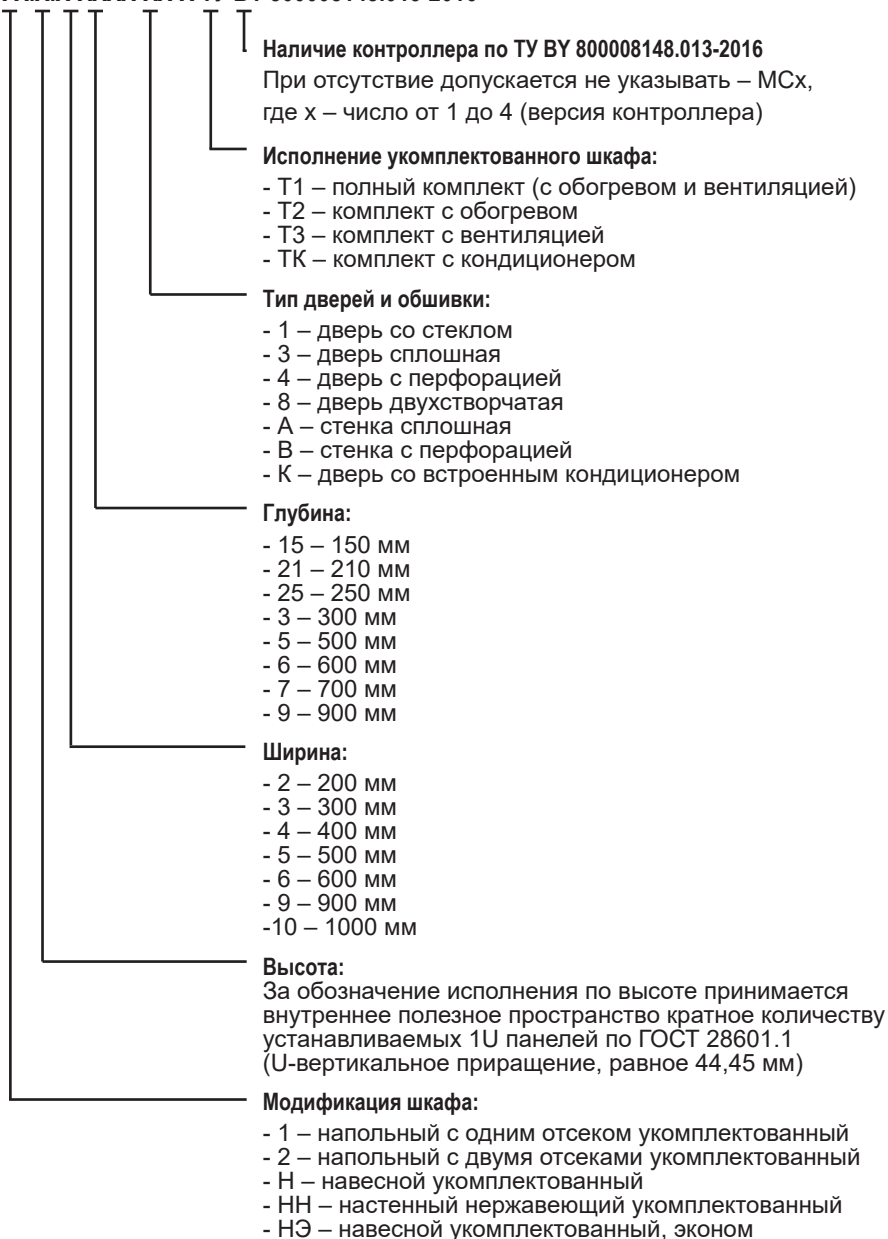 Наличие контроллера по ТУ BY 800008148.013-2016
При отсутствие допускается не указывать – МСх,
где х – число от 1 до 4 (версия контроллера)
Исполнение укомплектованного шкафа:
- Т1 – полный комплект (с обогревом и вентиляцией)
- Т2 – комплект с обогревом
- Т3 – комплект с вентиляцией
- ТК – комплект с кондиционером
Тип дверей и обшивки:
- 1 – дверь со стеклом
- 3 – дверь сплошная
- 4 – дверь с перфорацией
- 8 – дверь двухстворчатая
- А – стенка сплошная
- В – стенка с перфорацией
- К – дверь со встроенным кондиционером
Глубина:
- 15 – 150 мм
- 21 – 210 мм
- 25 – 250 мм
- 3 – 300 мм
- 5 – 500 мм
- 6 – 600 мм
- 7 – 700 мм
- 9 – 900 мм
Ширина:
- 2 – 200 мм
- 3 – 300 мм
- 4 – 400 мм
- 5 – 500 мм
- 6 – 600 мм
- 9 – 900 мм
-10 – 1000 мм
Высота:
За обозначение исполнения по высоте принимается
внутреннее полезное пространство кратное количеству
устанавливаемых 1U панелей по ГОСТ 28601.1
(U-вертикальное приращение, равное 44,45 мм)
Модификация шкафа:
- 1 – напольный с одним отсеком укомплектованный
- 2 – напольный с двумя отсеками укомплектованный
- Н – навесной укомплектованный
- НН – настенный нержавеющий укомплектованный
- НЭ – навесной укомплектованный, эконом